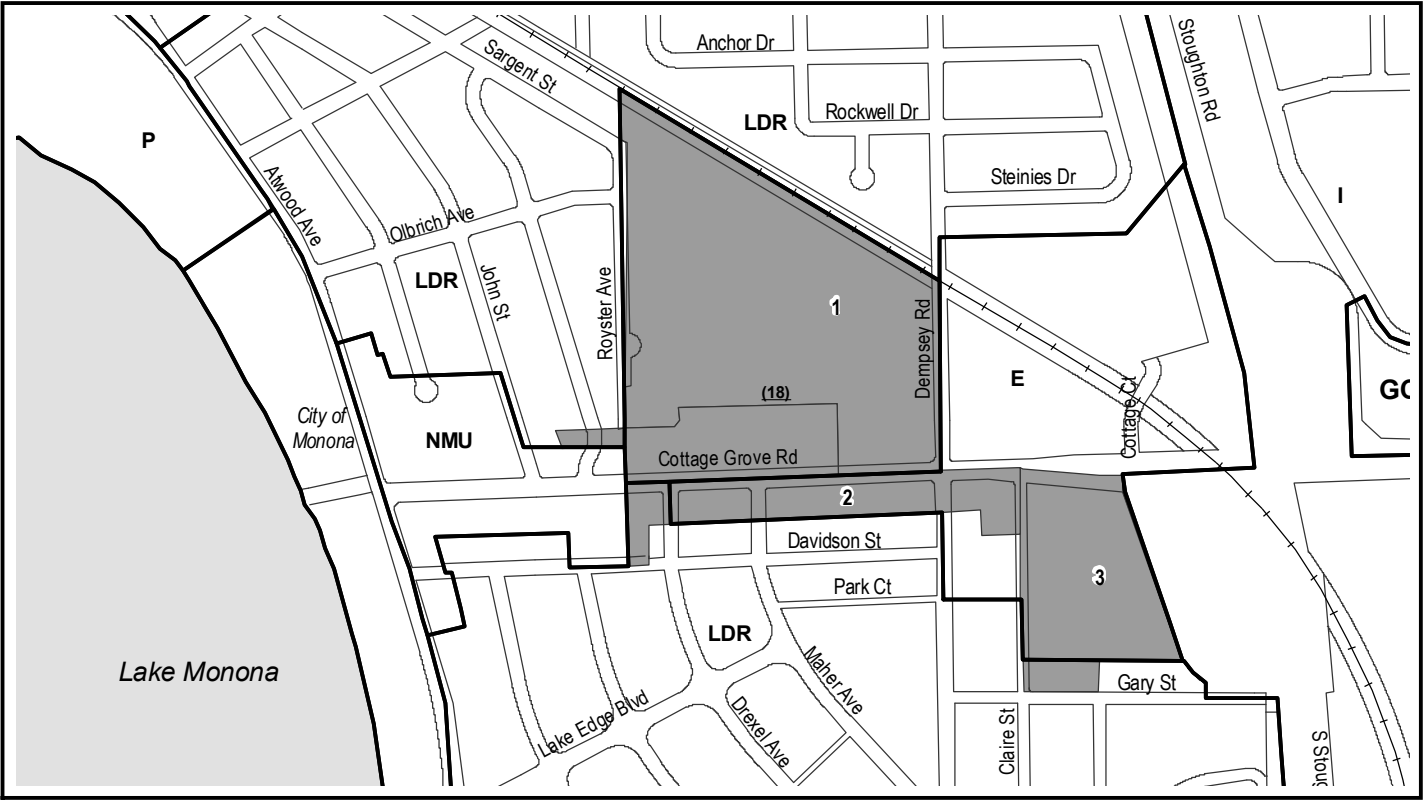 Anchor Dr
Sargent St
Stoughton Rd
Rockwell Dr
LDR
P
Steinies Dr
I
Atwood Ave
Olbrich Ave
LDR
John St
Royster Ave
1
Dempsey Rd
E
(18)
GC
Cottage Ct
City of
Monona
NMU
Cottage Grove Rd
2
Davidson St
3
Park Ct
LDR
Lake Monona
Maher Ave
Gary St
Lake Edge Blvd
Drexel Ave
Claire St
S Stoug